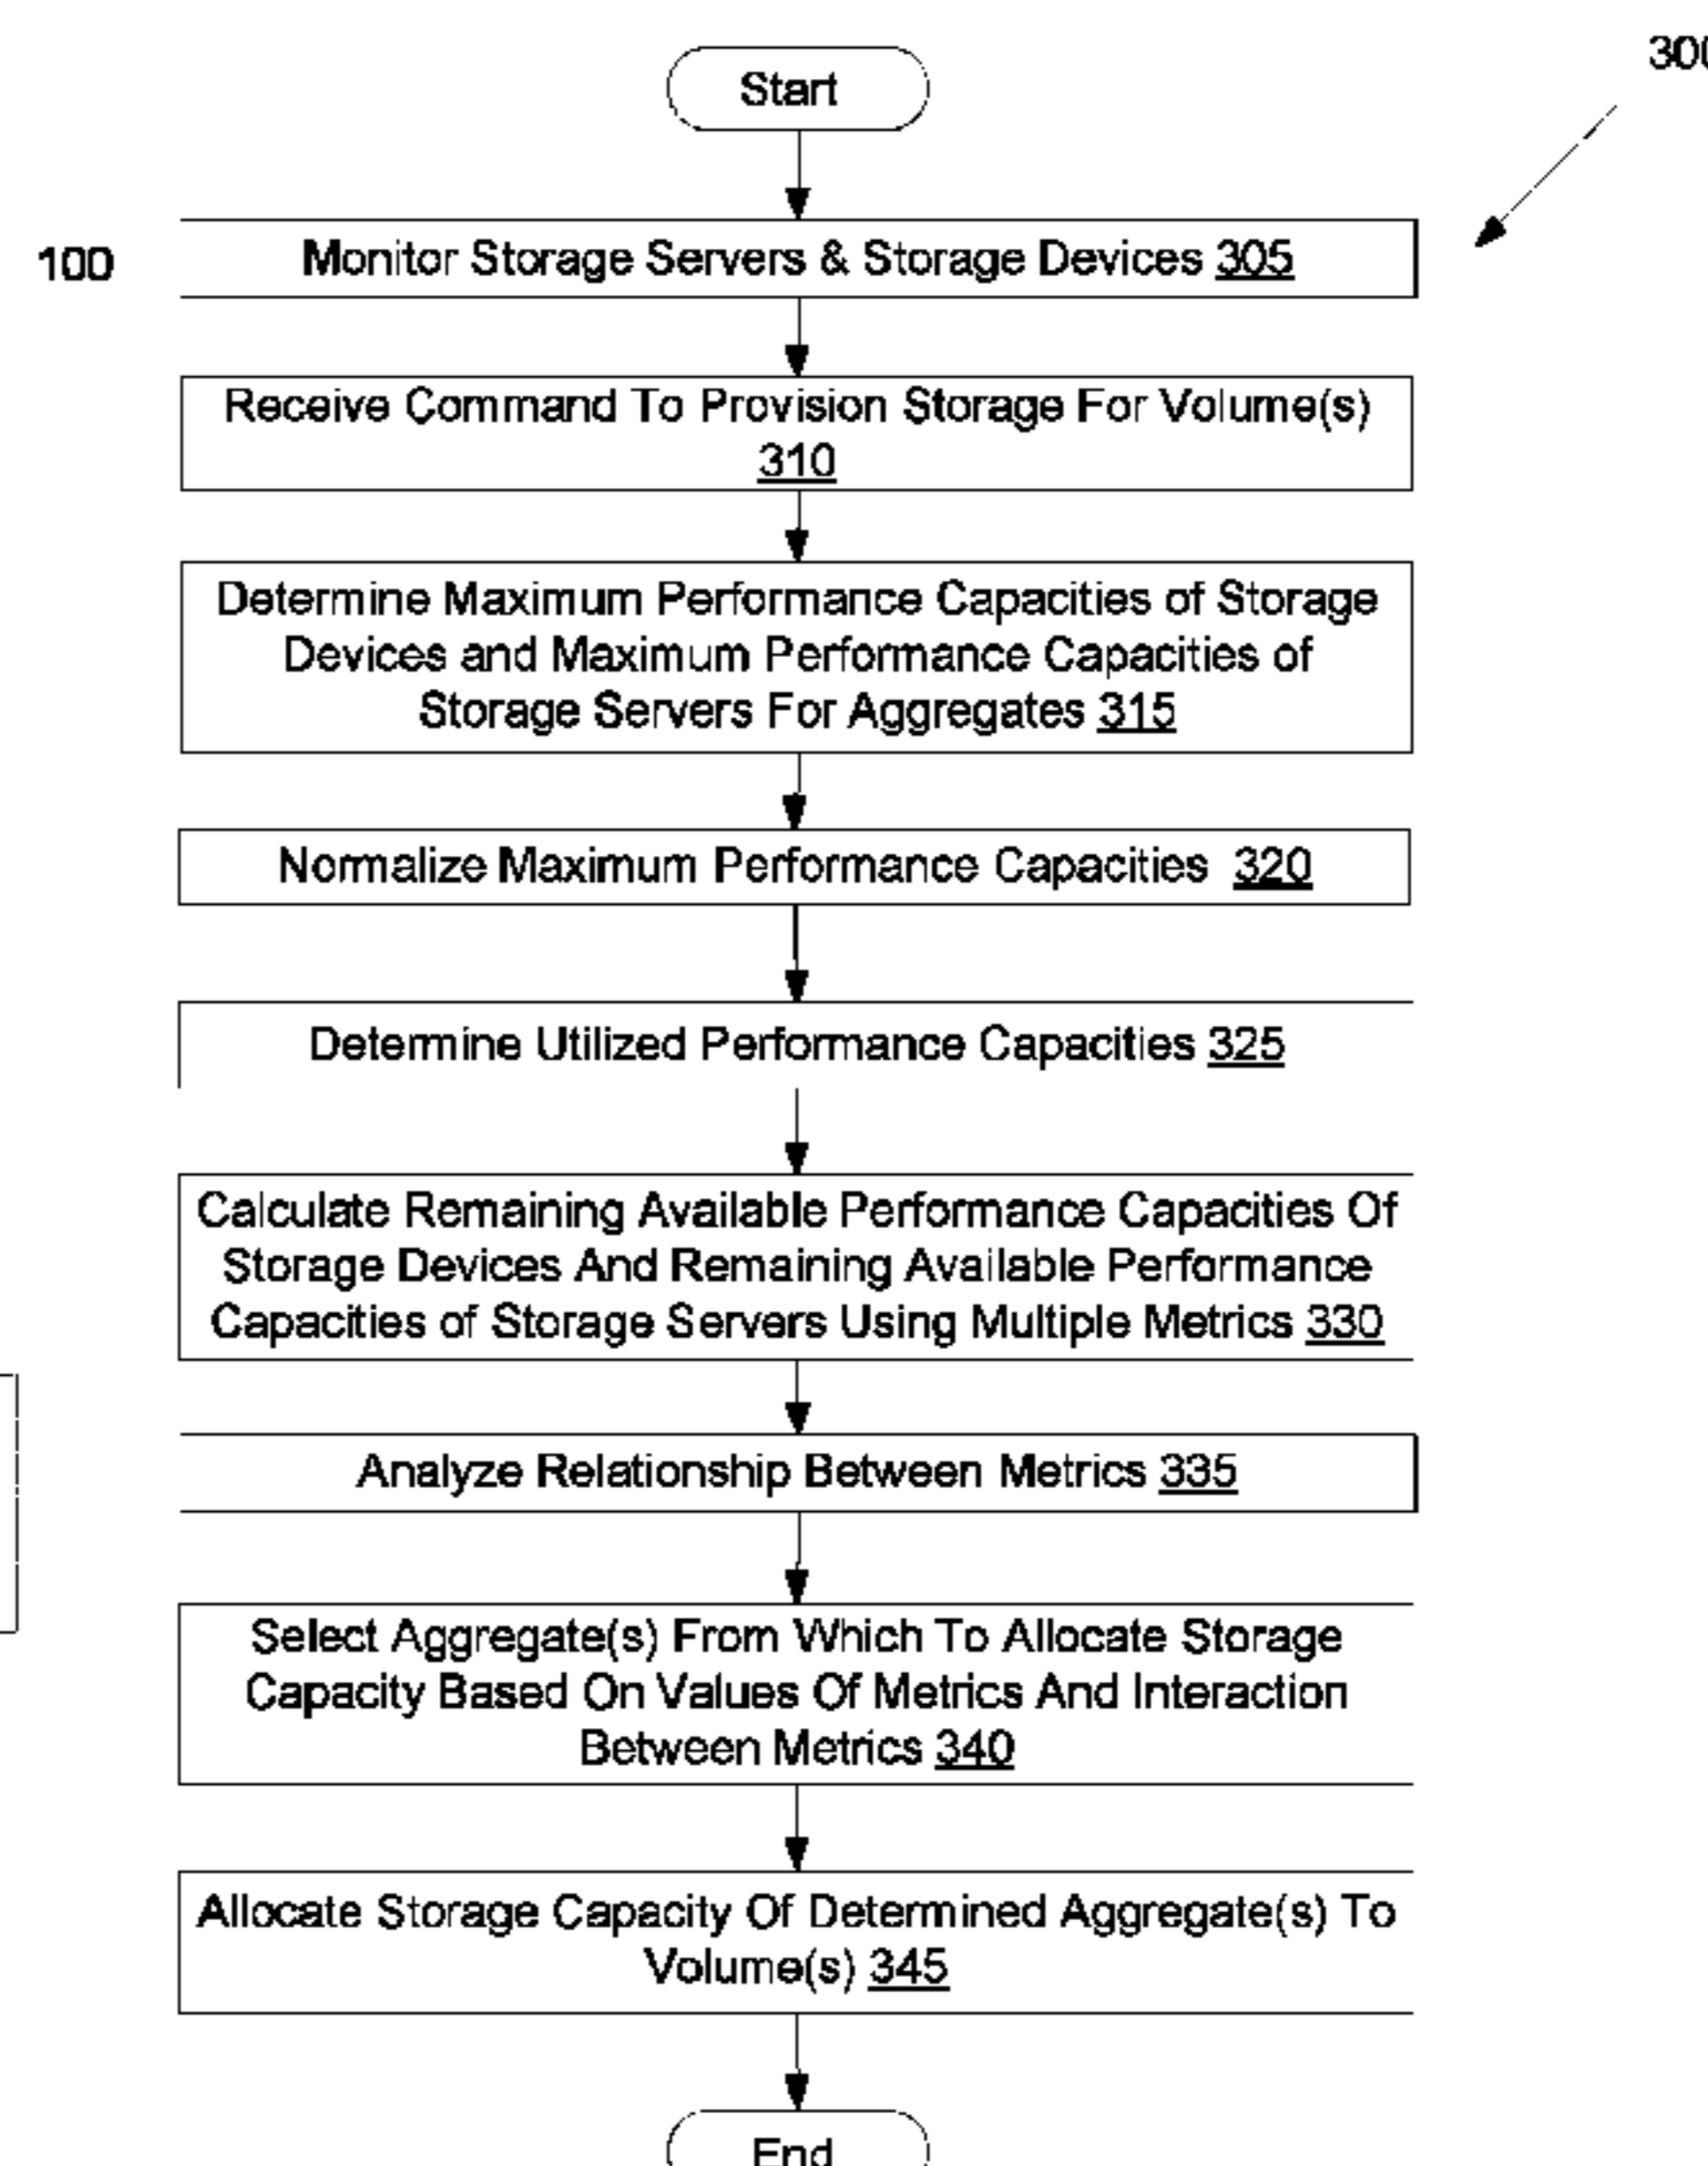 Start
300
100
Monitor Storage Servers & Storage Devices 305
Receive Command To Provision Storage For Volume(s)
310
Determine Maximum Performance Capacities of Storage
Devices and Maximum Performance Capacities of
Storage Servers For Aggregates 315
Normalize Maximum Performance Capacities 320
Determine Utilized Performance Capacities 325
Calculate Remaining Available Performance Capacities Of
Storage Devices And Remaining Available Performance
Capacities of Storage Servers Using Multiple Metrics 330
Analyze Relationship Between Metrics 335
Select Aggregate(s) From Which To Allocate Storage
Capacity Based On Values Of Metrics And Interaction
Between Metrics 340
Allocate Storage Capacity Of Determined Aggregate(s) To
Volume(s) 345
End